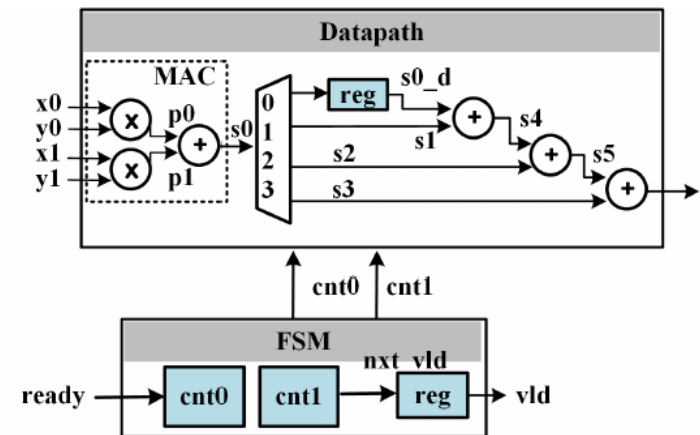 Datapath
MAC
x0
y0
x1
y1
x
x
p0
p1
+
s0
0
1
2
3
reg
s0_d
s1
+
s4
s2
+
s5
s3
+
cnt0
cnt1
FSM
nxt_vld
ready
cnt0
cnt1
reg
vld